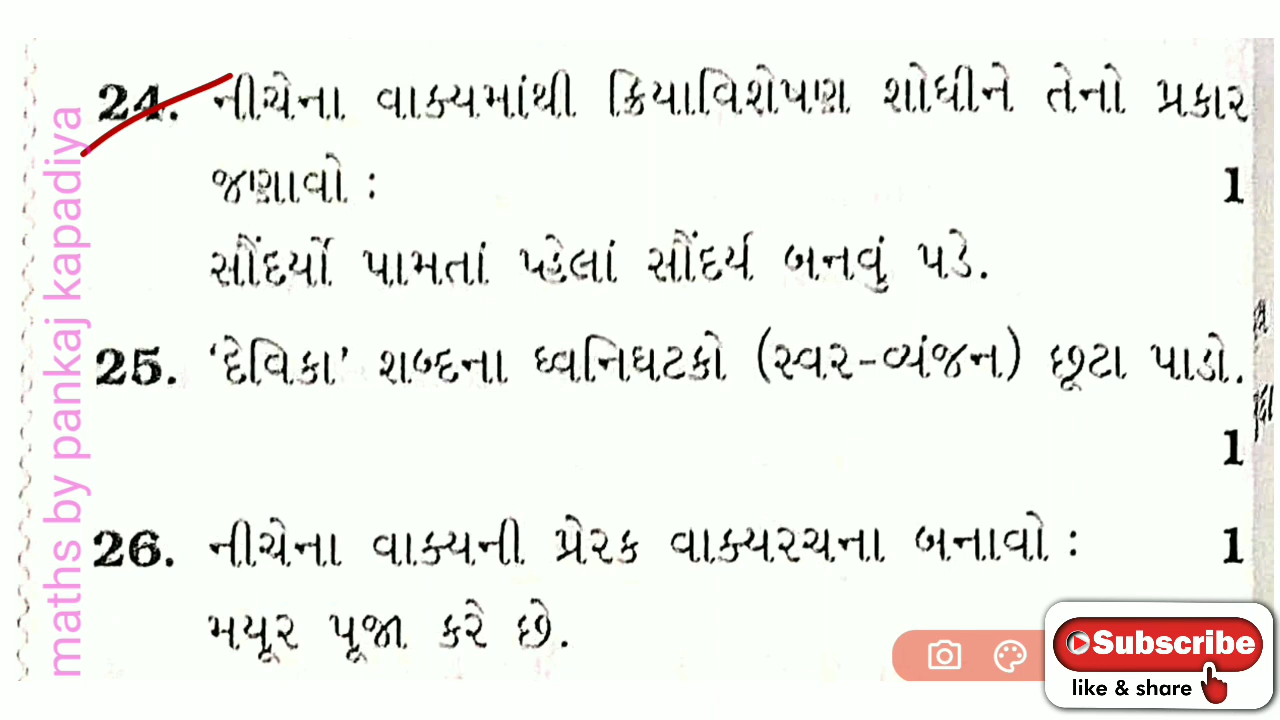 24. નીચેના વાક્યમાંથી ક્રિયાવિશેષણ શોધીને તેનો પ્રકાર
જણાવો : 1
સૌંદર્યો પામતાં પહેલાં સૌંદર્ય બનવું પડે.
25. ‘દેવિકા’ શબ્દના ધ્વનિઘટકો (સ્વર-વ્યંજન) છૂટા પાડો.
1
26. નીચેના વાક્યની પ્રેરક વાક્યરચના બનાવો : 1
મયૂર પૂજા કરે છે.
maths by pankaj kapadiya
Subscribe
like & share